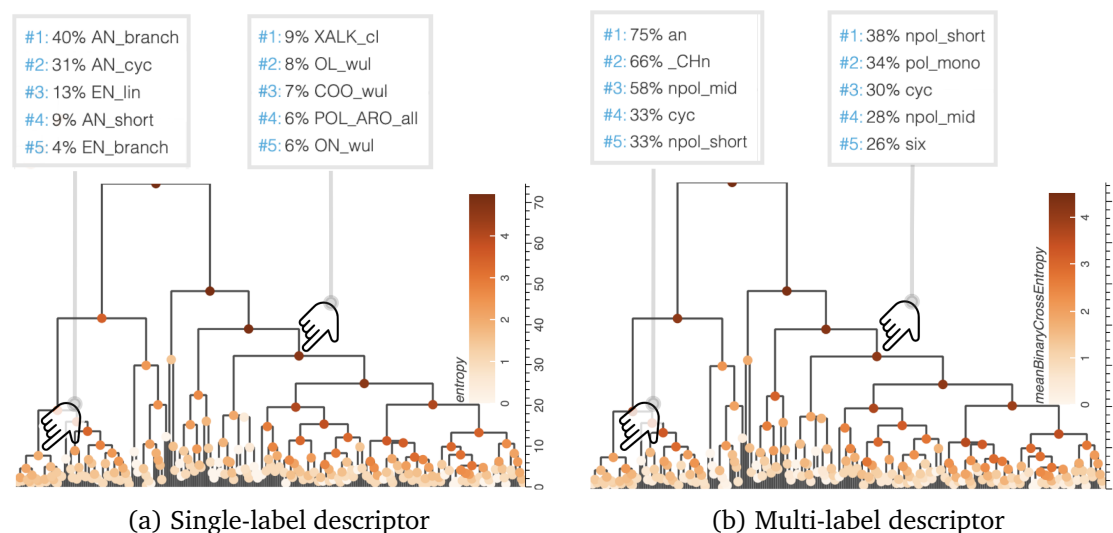 #1: 40% AN_branch
#2: 31% AN_cyc
#3: 13% EN_lin
#4: 9% AN_short
#5: 4% EN_branch
#1: 9% XALK_cl
#2: 8% OL_wul
#3: 7% COO_wul
#4: 6% POL_ARO_all
#5: 6% ON_wul
entropy
0
1
2
3
4
0
10
20
30
40
50
60
70
(a) Single-label descriptor
#1: 75% an
#2: 66% _CHn
#3: 58% npol_mid
#4: 33% cyc
#5: 33% npol_short
#1: 38% npol_short
#2: 34% pol_mono
#3: 30% cyc
#4: 28% npol_mid
#5: 26% six
meanBinaryCrossEntropy
0
1
2
3
4
(b) Multi-label descriptor